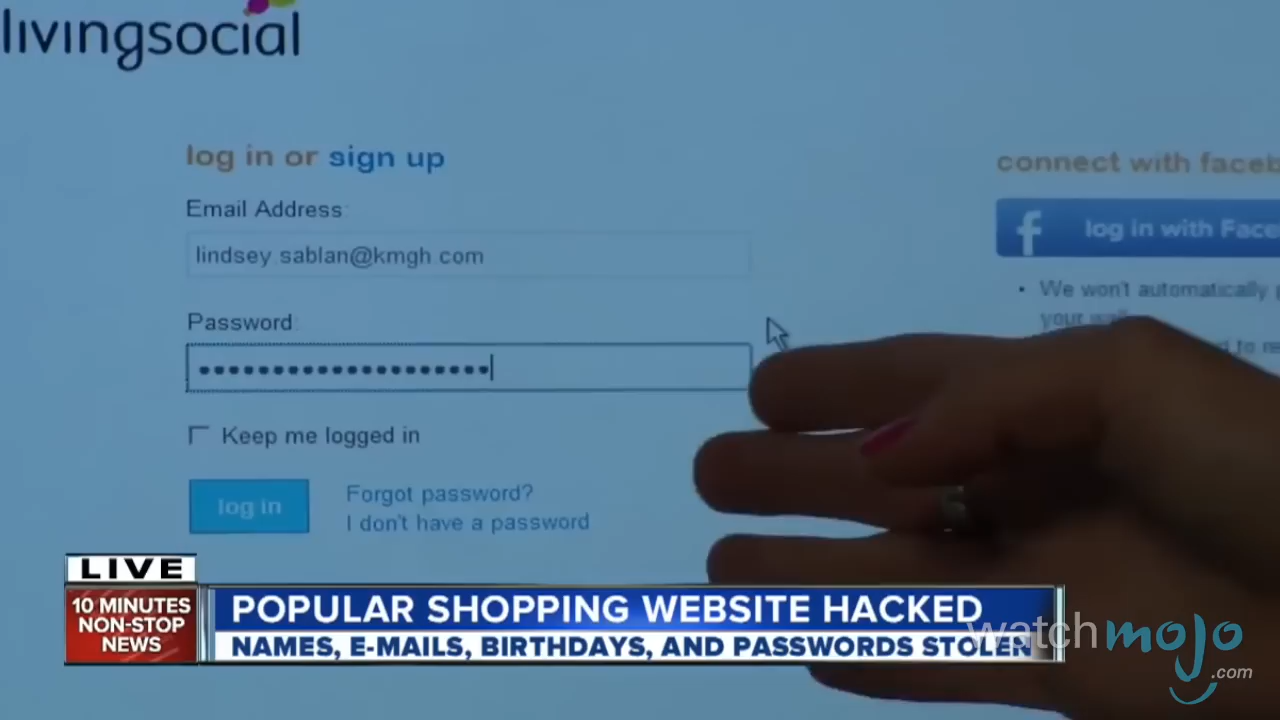 livingsocial
log in or sign up
Email Address:
lindsey.sablan@kmgh.com
Password:
Keep me logged in
log in
Forgot password?
I don't have a password
connect with
f log in with
We won't automatically
your
to
LIVE
10 MINUTES
NON-STOP
NEWS
POPULAR SHOPPING WEBSITE HACKED
NAMES, E-MAILS, BIRTHDAYS, AND PASSWORDS STOLEN
watchmojo
.com